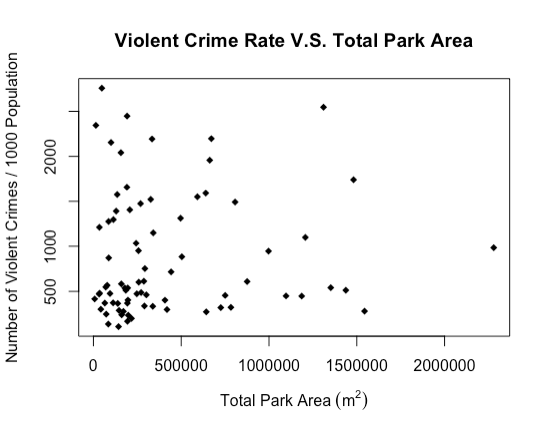 Violent Crime Rate V.S. Total Park Area
Number of Violent Crimes / 1000 Population
2000
1000
500
0 500000 1000000 1500000 2000000
Total Park Area (m²)